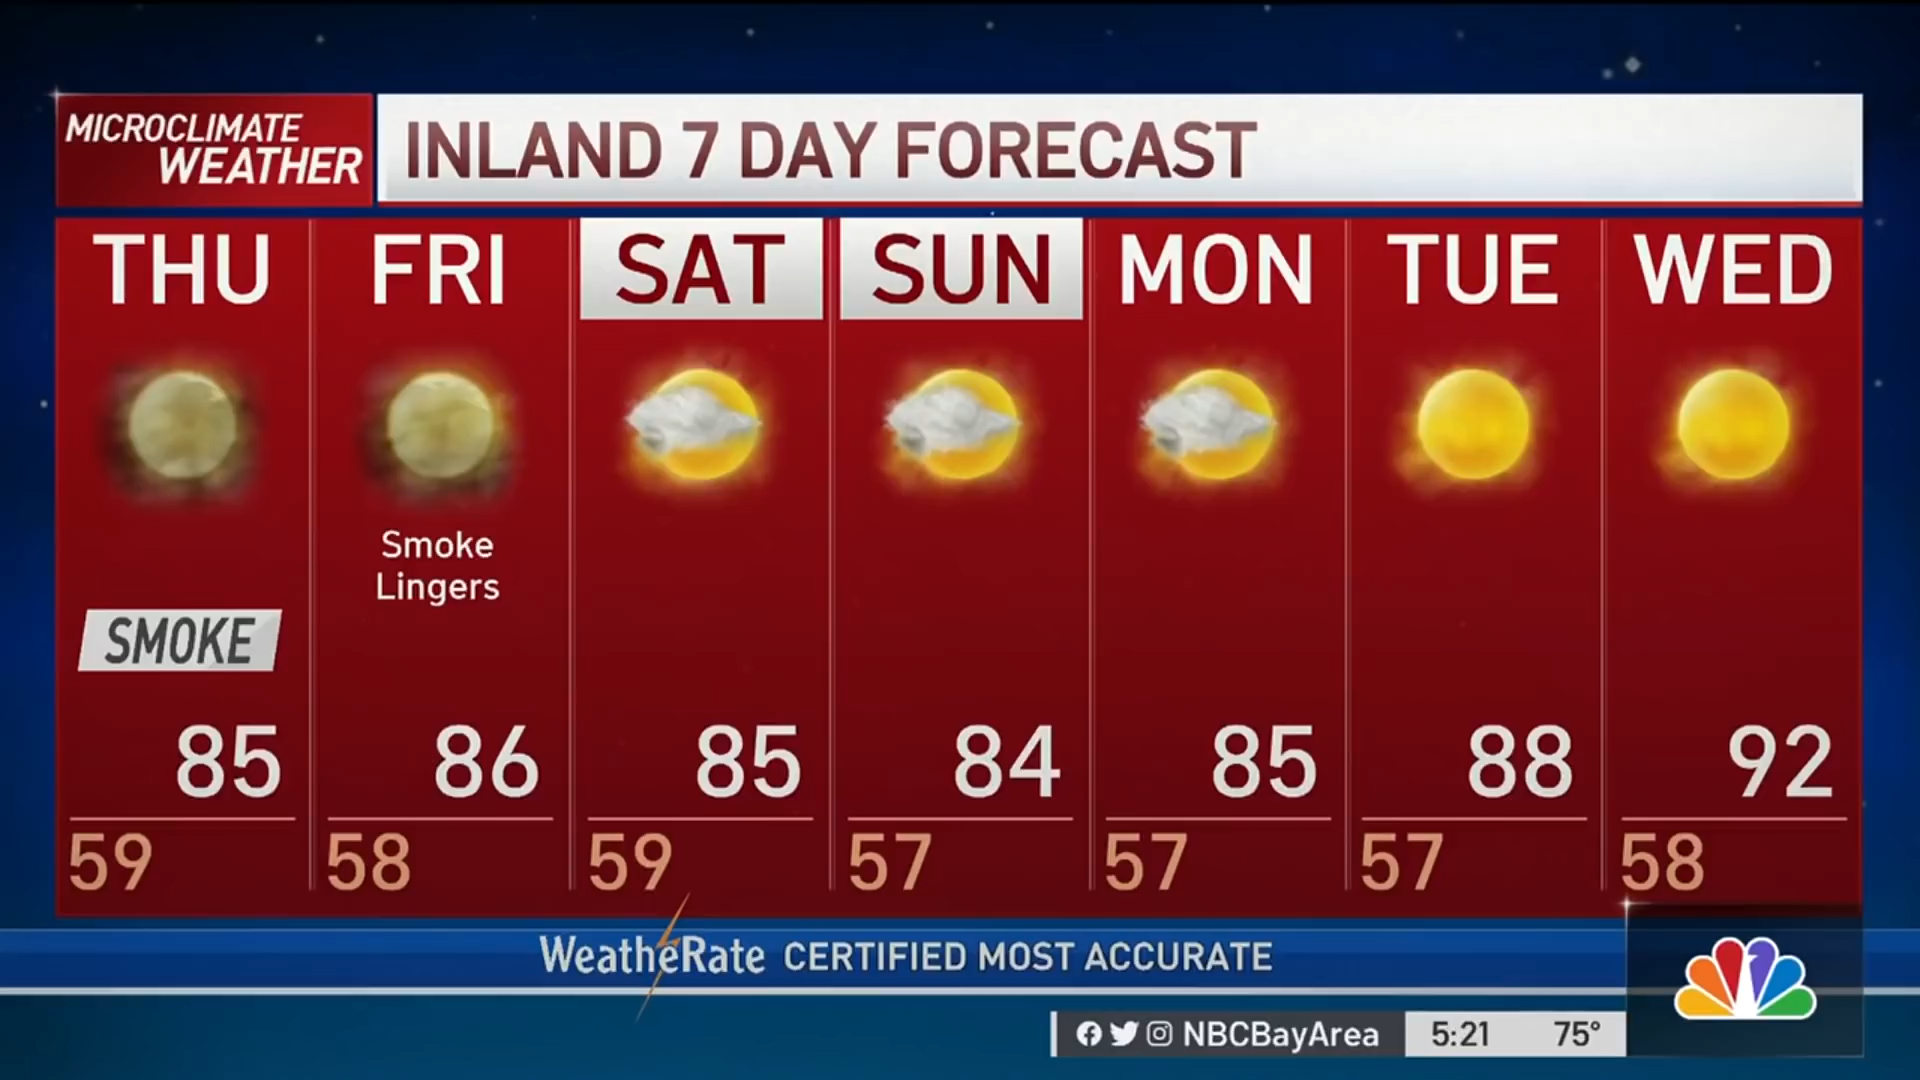 MICROCLIMATE
WEATHER
INLAND 7 DAY FORECAST
THU FRI SAT SUN MON TUE WED
Smoke
Lingers
SMOKE
85 86 85 84 85 88 92
59 58 59 57 57 57 58
WeatheRate CERTIFIED MOST ACCURATE
NBCBayArea 5:21 75°